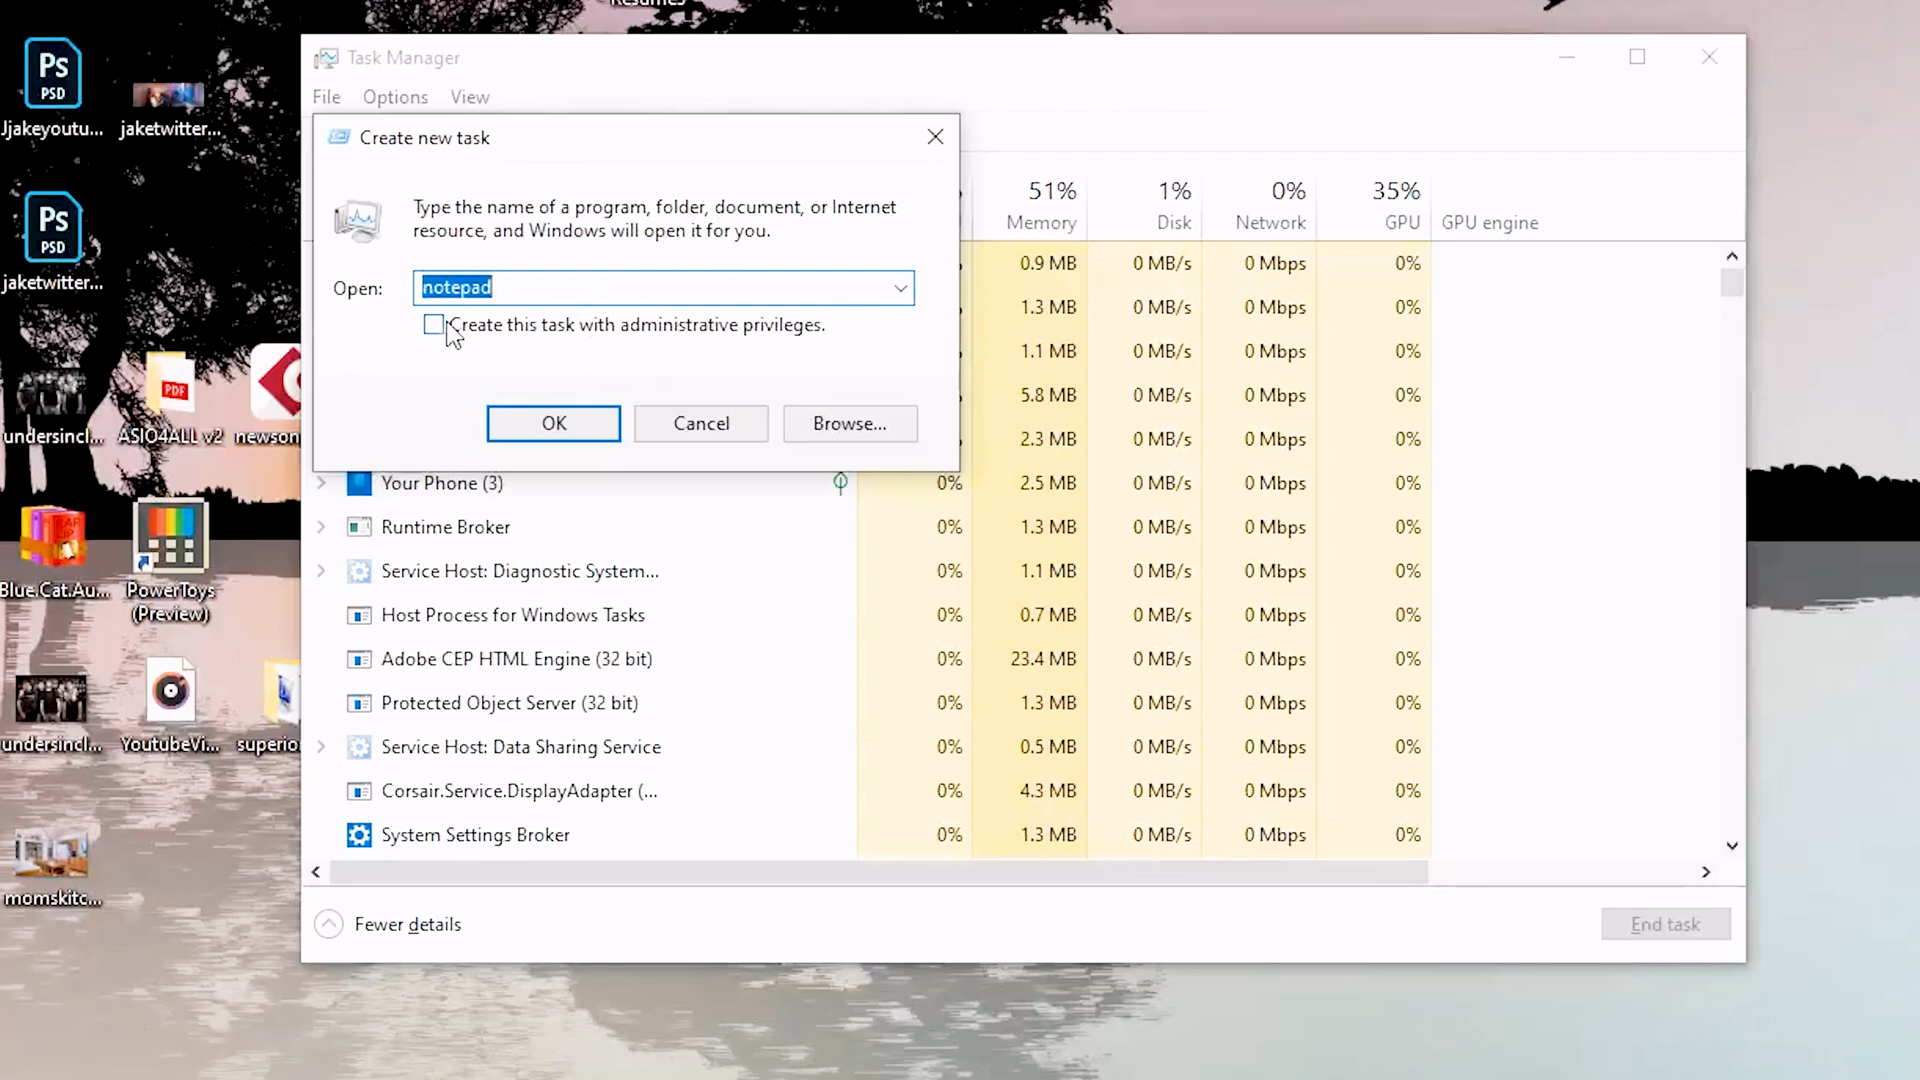 Resumes
Jjakeyoutu...
jaketwitter...
jaketwitter...
undersincl...
ASIO4ALL v2
newson
Blue.Cat.Au...
PowerToys
(Preview)
undersincl...
YoutubeVi...
superio
momskitc...
Ps
PSD
Ps
PSD
PDF
Task Manager
File Options View
Create new task
Type the name of a program, folder, document, or Internet
resource, and Windows will open it for you.
Open: notepad
Create this task with administrative privileges.
OK Cancel Browse...
51% 1% 0% 35%
Memory Disk Network GPU GPU engine
0.9 MB 0 MB/s 0 Mbps 0%
1.3 MB 0 MB/s 0 Mbps 0%
1.1 MB 0 MB/s 0 Mbps 0%
5.8 MB 0 MB/s 0 Mbps 0%
2.3 MB 0 MB/s 0 Mbps 0%
Your Phone (3) 0% 2.5 MB 0 MB/s 0 Mbps 0%
Runtime Broker 0% 1.3 MB 0 MB/s 0 Mbps 0%
Service Host: Diagnostic System... 0% 1.1 MB 0 MB/s 0 Mbps 0%
Host Process for Windows Tasks 0% 0.7 MB 0 MB/s 0 Mbps 0%
Adobe CEP HTML Engine (32 bit) 0% 23.4 MB 0 MB/s 0 Mbps 0%
Protected Object Server (32 bit) 0% 1.3 MB 0 MB/s 0 Mbps 0%
Service Host: Data Sharing Service 0% 0.5 MB 0 MB/s 0 Mbps 0%
Corsair.Service.DisplayAdapter (... 0% 4.3 MB 0 MB/s 0 Mbps 0%
System Settings Broker 0% 1.3 MB 0 MB/s 0 Mbps 0%
Fewer details
End task